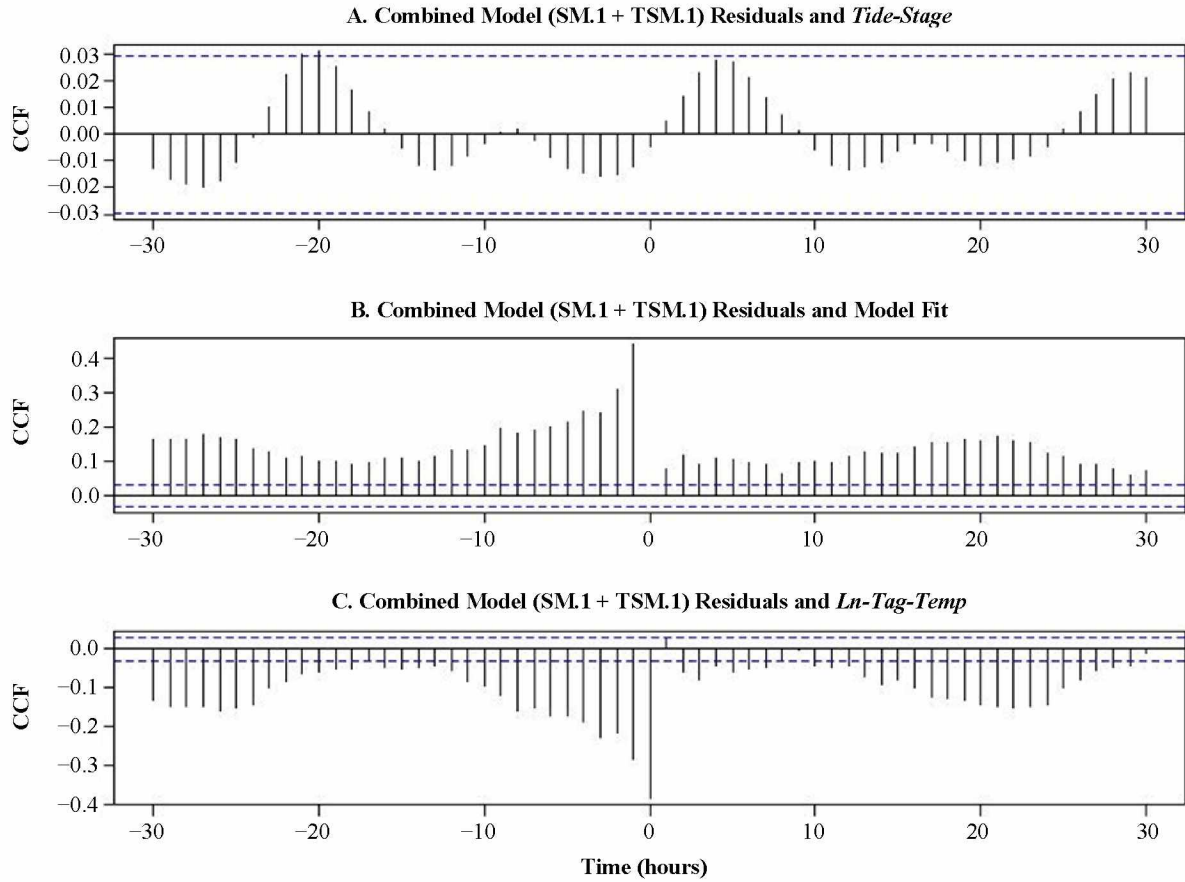 A. Combined Model (SM.1 + TSM.1) Residuals and Tide-Stage
CCF
0.03
0.02
0.01
0.00
−0.01
−0.02
−0.03
−30 −20 −10 0 10 20 30
B. Combined Model (SM.1 + TSM.1) Residuals and Model Fit
CCF
0.4
0.3
0.2
0.1
0.0
−30 −20 −10 0 10 20 30
C. Combined Model (SM.1 + TSM.1) Residuals and Ln-Tag-Temp
CCF
0.0
−0.1
−0.2
−0.3
−0.4
−30 −20 −10 0 10 20 30
Time (hours)